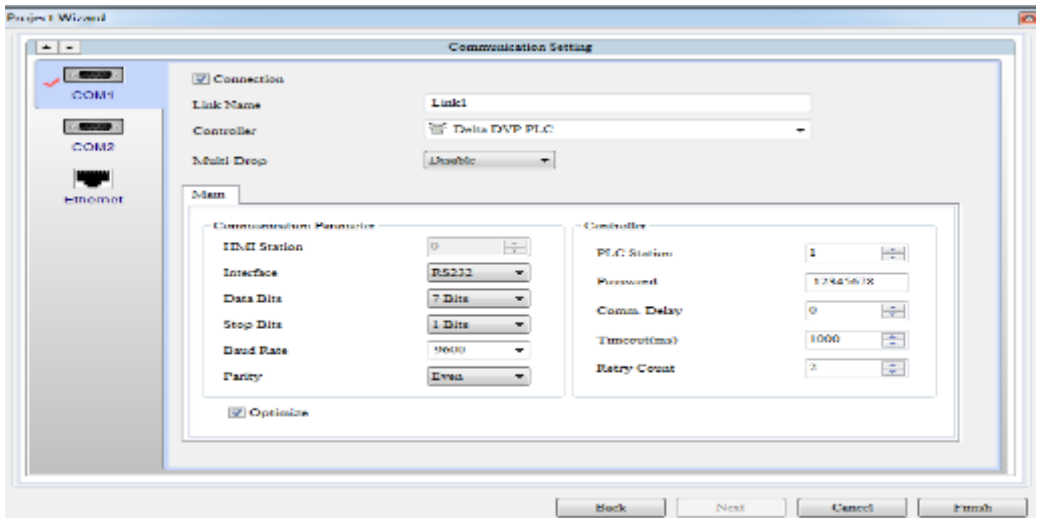 Project Wizard
Communication Setting
COM1
COM2
Ethernet
Connection
Link Name Link1
Controller Delta DVP PLC
Multi Drop Disable
Main
Communication Parameter
HMI Station 0
Interface RS232
Data Bits 7 Bits
Stop Bits 1 Bits
Baud Rate 9600
Parity Even
Optimize
Controller
PLC Station 1
Password 12345678
Comm. Delay 0
Timeout(ms) 1000
Retry Count 2
Back Next Cancel Finish